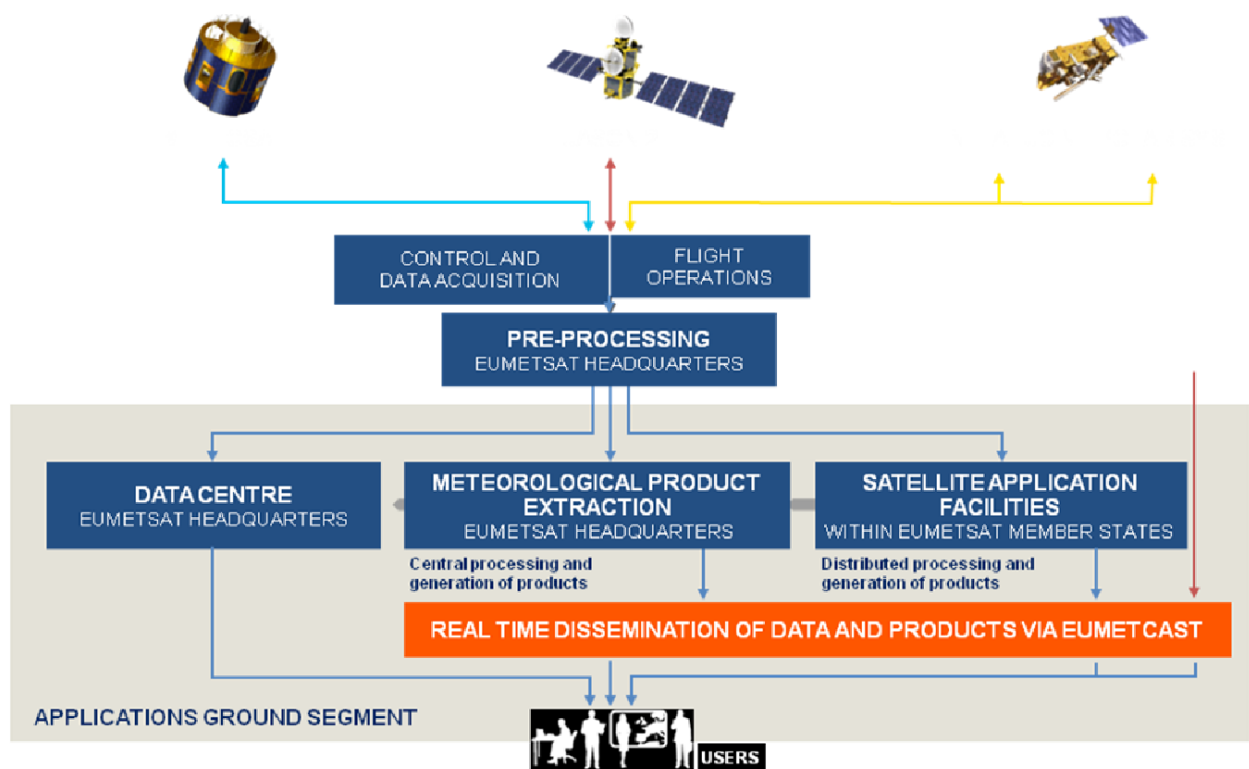 CONTROL AND
DATA ACQUISITION
FLIGHT
OPERATIONS
PRE-PROCESSING
EUMETSAT HEADQUARTERS
DATA CENTRE
EUMETSAT HEADQUARTERS
METEOROLOGICAL PRODUCT
EXTRACTION
EUMETSAT HEADQUARTERS
SATELLITE APPLICATION
FACILITIES
WITHIN EUMETSAT MEMBER STATES
Central processing and
generation of products
Distributed processing and
generation of products
REAL TIME DISSEMINATION OF DATA AND PRODUCTS VIA EUMETCAST
APPLICATIONS GROUND SEGMENT
USERS